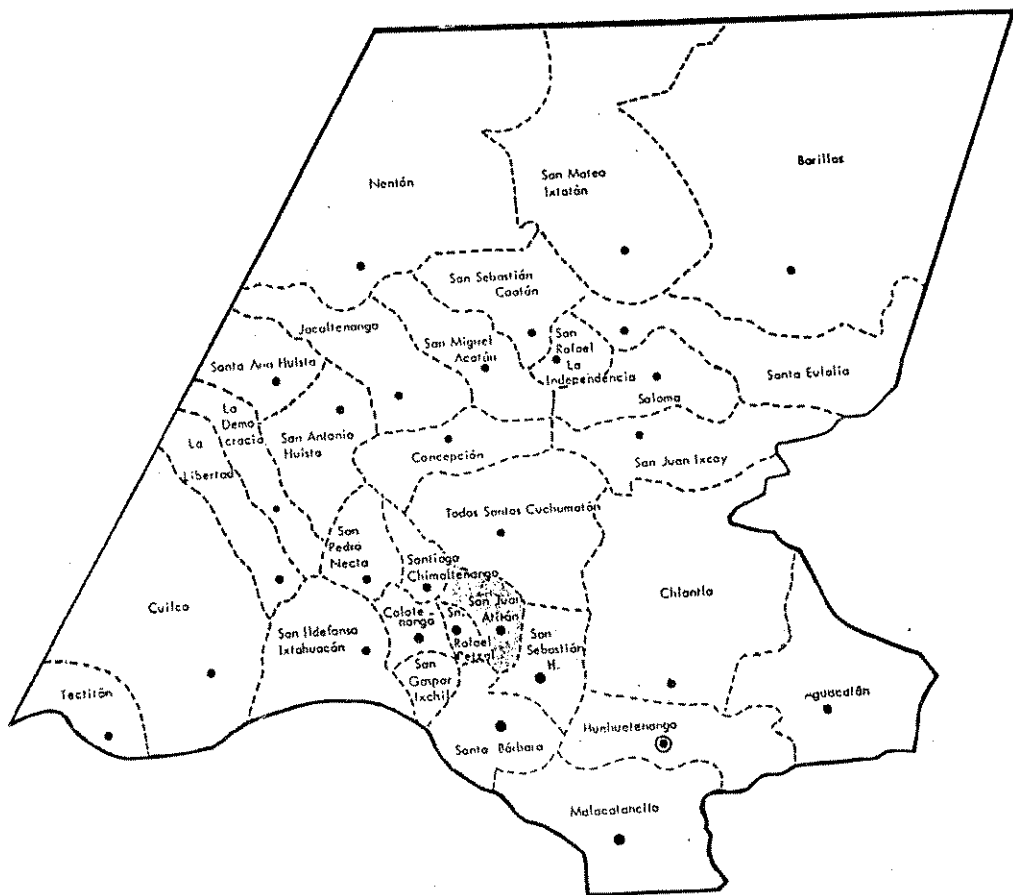 Barillas
San Mateo
Ixtatán
Nentón
San Sebastián
Coatán
Jacaltenango
San
Rafael
La
Independencia
San Miguel
Acatán
Santa Ana Huista
Santa Eulalia
Soloma
La
Demo
cracia
San Antonio
Huista
La
Libertad
Concepción
San Juan Ixcoy
Todos Santos Cuchumatán
San
Pedro
Necta
Santiago
Chimaltenango
Chiantla
Cuilco
Colote
nango
Sn.
Rafael
Petzal
San Juan
Atitán
San Ildefonso
Ixtahuacán
San
Sebastián
H.
San
Gaspar
Ixchil
Tectitán
Aguacatán
Huehuetenango
Santa Bárbara
Malacatancito